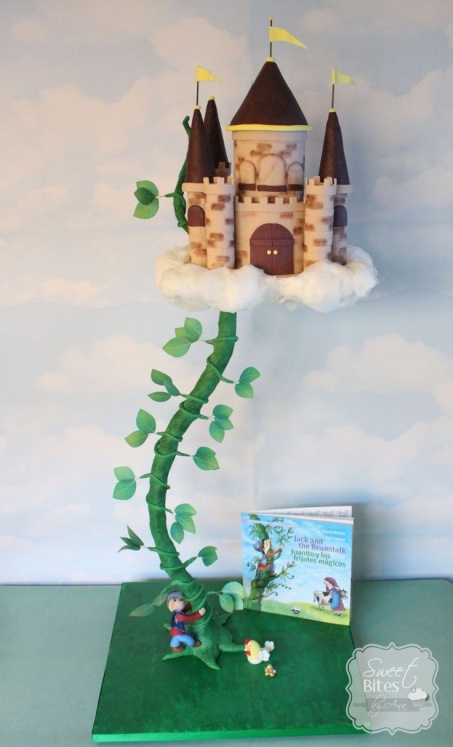 Jack and
the Beanstalk
Juanito y los
frijoles mágicos
Sweet
Bites
by Ana